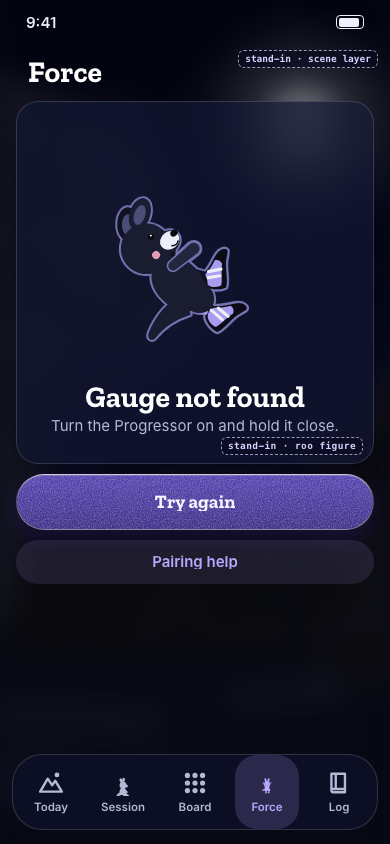 9:41
stand-in · scene layer
Force
Gauge not found
Turn the Progressor on and hold it close.
stand-in · roo figure
Try again
Pairing help
Today
Session
Board
Force
Log